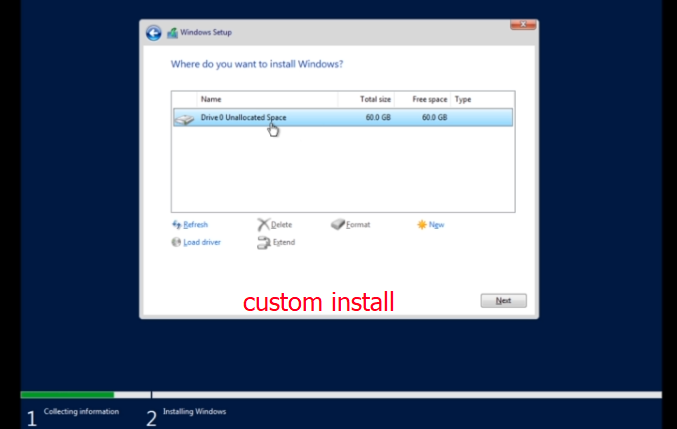 Windows Setup
Where do you want to install Windows?
Name Total size Free space Type
Drive 0 Unallocated Space 60.0 GB 60.0 GB
Refresh Delete Format New
Load driver Extend
custom install
Next
1 Collecting information 2 Installing Windows